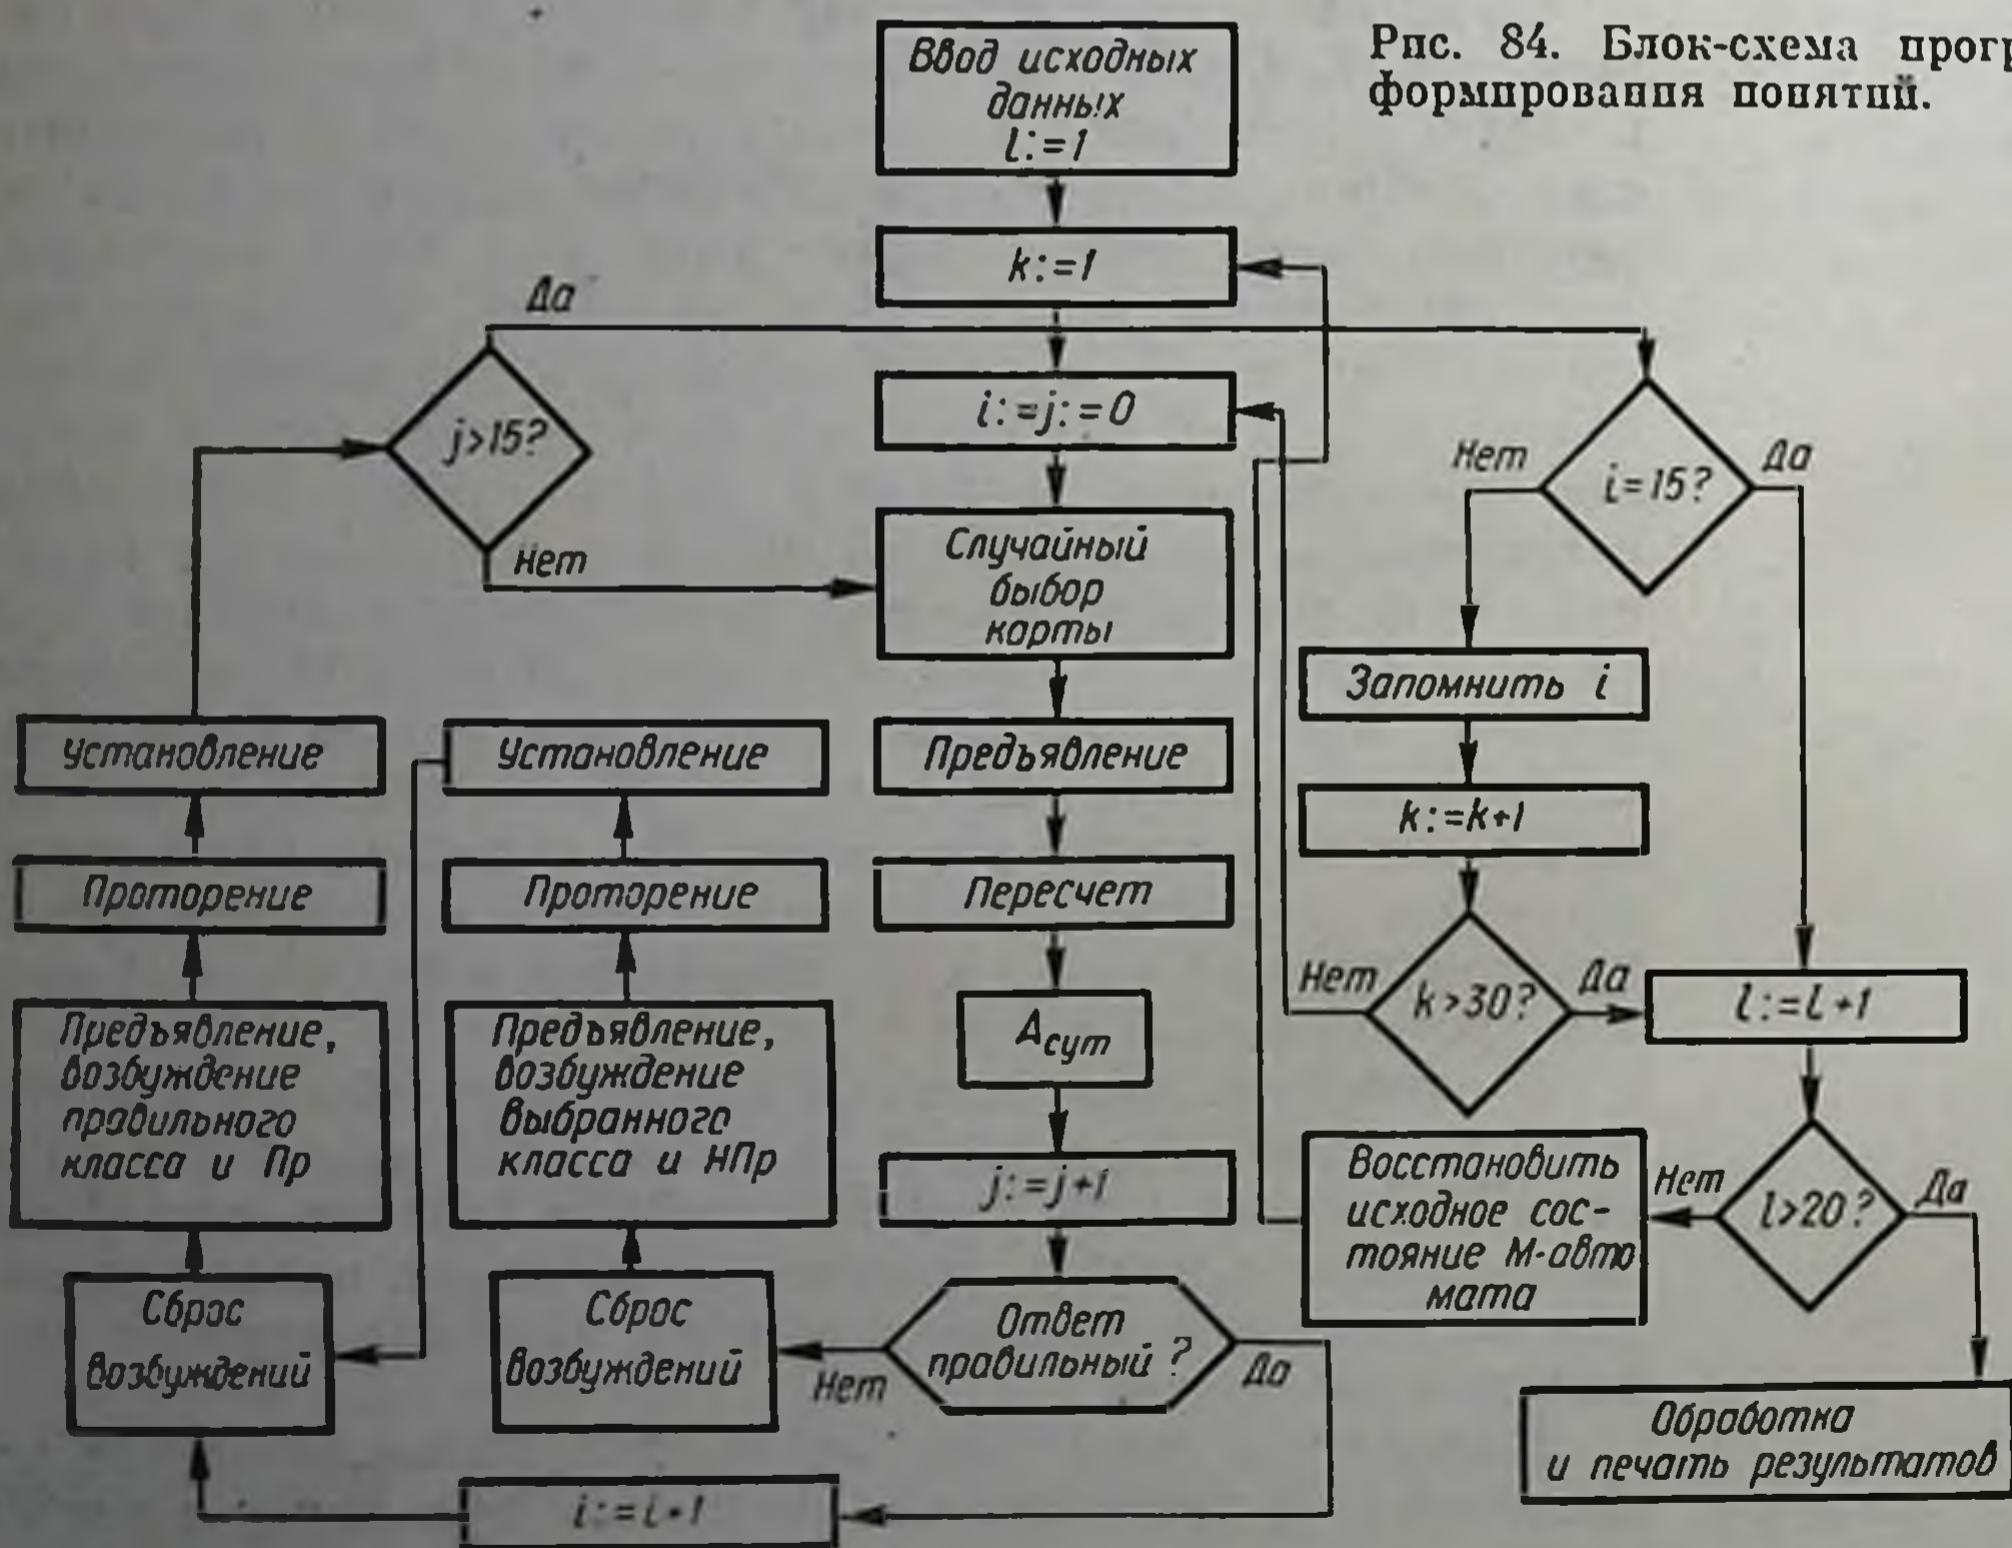 Рис. 84. Блок-схема прогр
формирования понятий.
Ввод исходных
данных
l:=1
k:=1
Да
i:=j:=0
j>15?
Нет
Случайный
выбор
карты
Нет
i=15?
Да
Запомнить i
Установление
Установление
Предъявление
k:=k+1
Проторение
Проторение
Пересчет
Нет
k>30?
Да
l:=l+1
Предъявление,
возбуждение
правильного
класса и Пр
Предъявление,
возбуждение
выбранного
класса и НПр
Aсут
j:=j+1
Восстановить
исходное сос-
тояние М-авто
мата
Нет
l>20?
Да
Сброс
возбуждений
Сброс
возбуждений
Нет
Ответ
правильный?
Да
Обработка
и печать результатов
i:=i+1